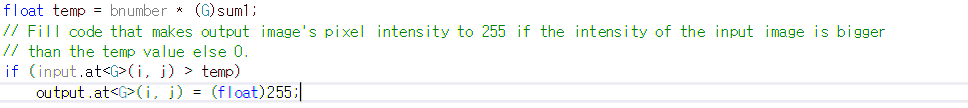 float temp = bnumber * (G)sum1;
// Fill code that makes output image's pixel intensity to 255 if the intensity of the input image is bigger
// than the temp value else 0.
if (input.at<G>(i, j) > temp)
output.at<G>(i, j) = (float)255;